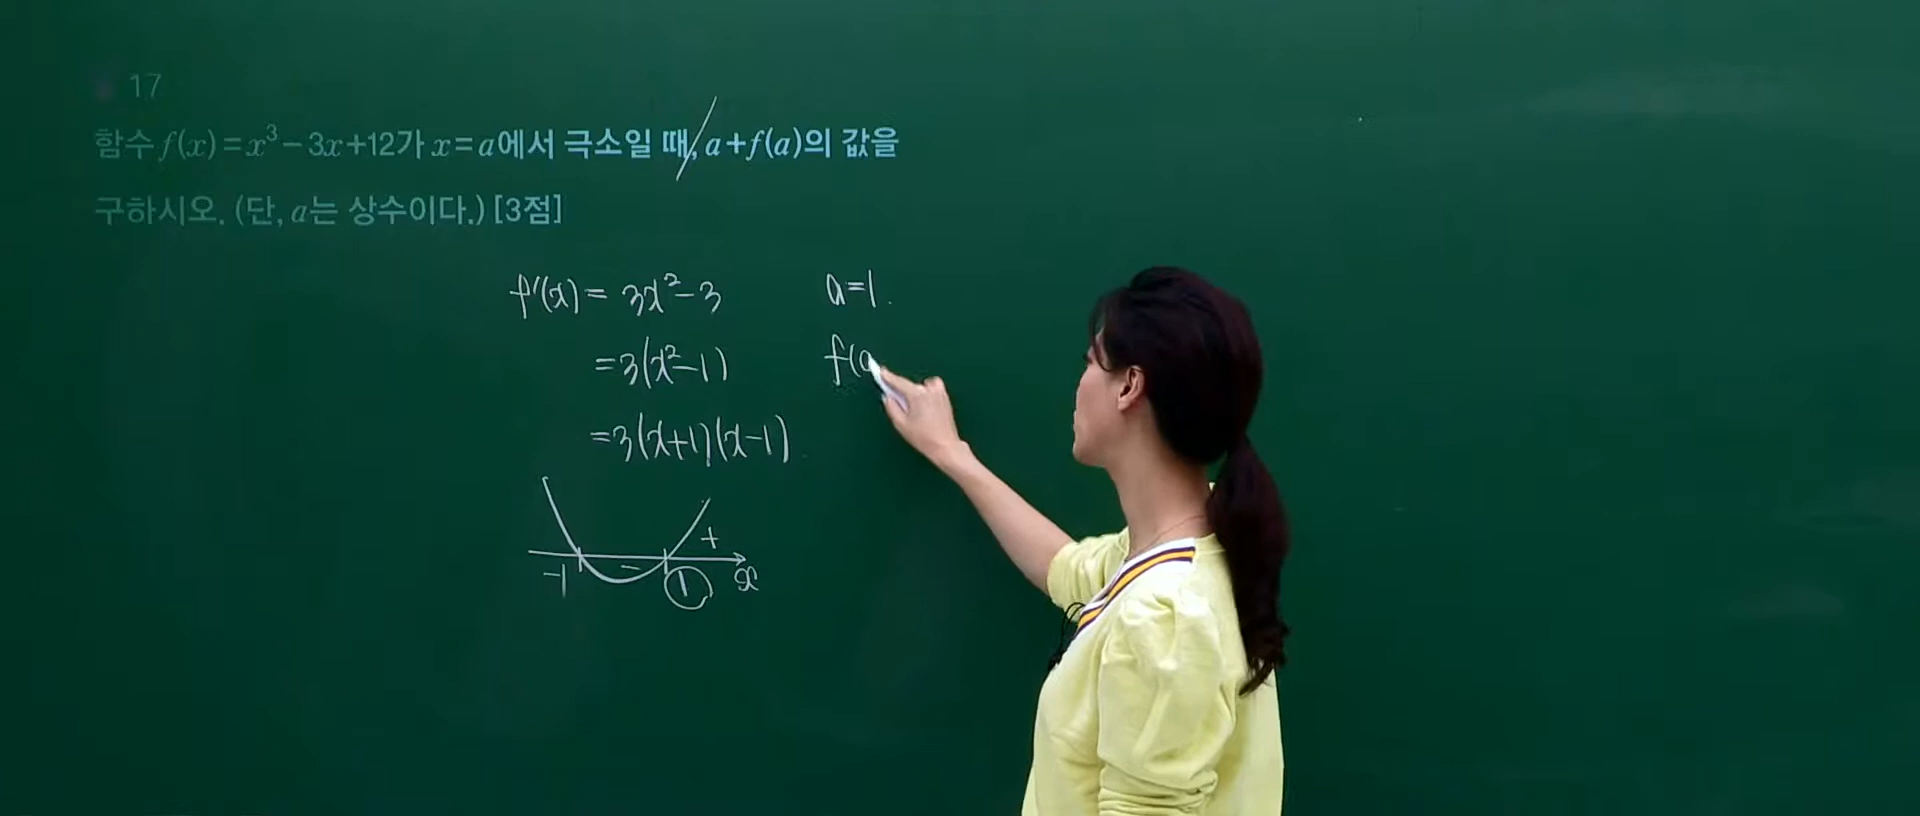 17
함수 f(x)=x³-3x+12가 x=a에서 극소일 때, a+f(a)의 값을
구하시오. (단, a는 상수이다.) [3점]
f'(x) = 3x²-3
=3(x²-1)
=3(x+1)(x-1)
a=1.
f(a
-1 - 1 + x